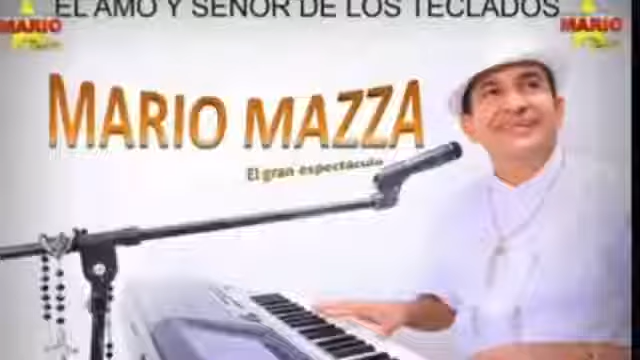 EL AMO Y SEÑOR DE LOS TECLADOS
MARIO
MARIO
MARIO MAZZA
El gran espectáculo